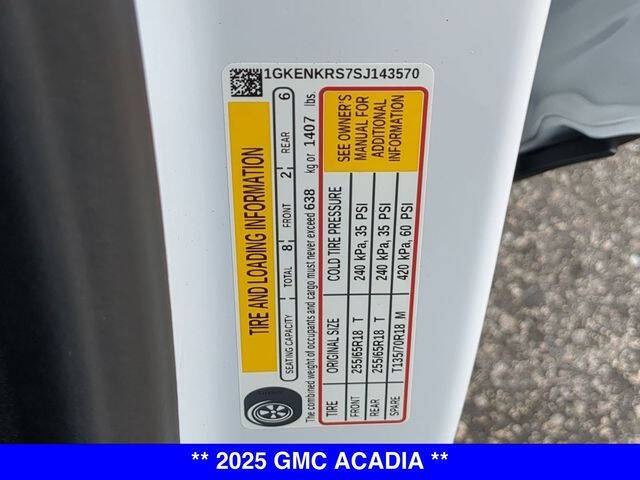 1GKENKRS7SJ143570
TIRE AND LOADING INFORMATION
SEATING CAPACITY TOTAL 8 FRONT 2 REAR 6
The combined weight of occupants and cargo must never exceed 638 kg or 1407 lbs.
TIRE ORIGINAL SIZE COLD TIRE PRESSURE
FRONT 255/65R18 T 240 kPa, 35 PSI
REAR 255/65R18 T 240 kPa, 35 PSI
SPARE T135/70R18 M 420 kPa, 60 PSI
SEE OWNER'S
MANUAL FOR
ADDITIONAL
INFORMATION
** 2025 GMC ACADIA **